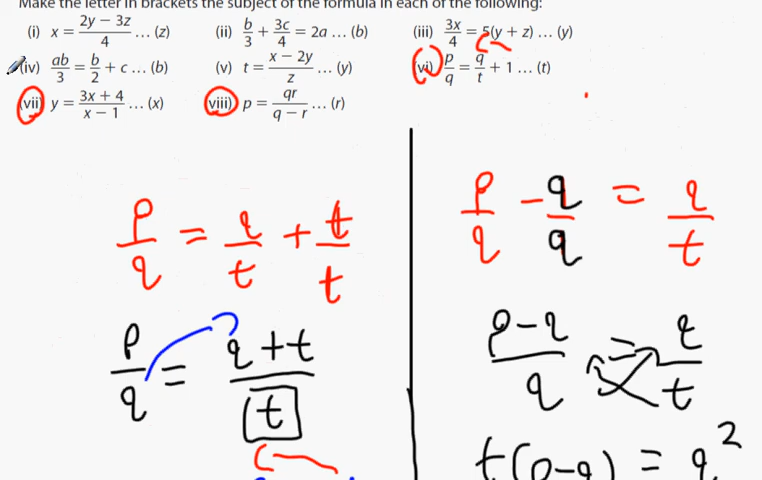 Make the letter in brackets the subject of the formula in each of the following:
(i) x = (2y − 3z)/4 ... (z) (ii) b/3 + 3c/4 = 2a ... (b) (iii) 3x/4 = 5(y + z) ... (y)
(iv) ab/3 = b/2 + c ... (b) (v) t = (x − 2y)/z ... (y) (vi) p/q = q/t + 1 ... (t)
(vii) y = (3x + 4)/(x − 1) ... (x) (viii) p = qr/(q − r) ... (r)
p/q = q/t + t/t
p/q = (q + t)/t
p/q − q/q = q/t
(p − q)/q = q/t
t(p − q) = q²